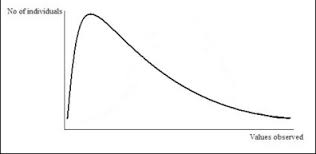 No of individuals
Values observed